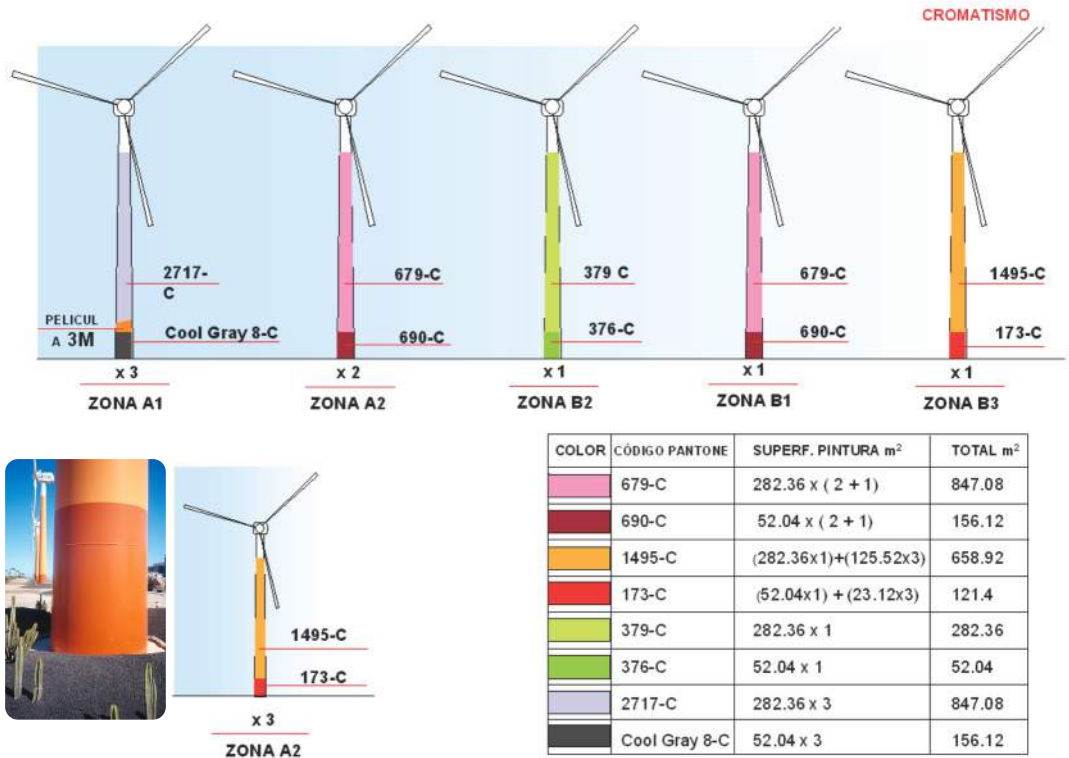 CROMATISMO
2717-
C
PELICUL
A 3M
Cool Gray 8-C
x 3
ZONA A1
679-C
690-C
x 2
ZONA A2
379 C
376-C
x 1
ZONA B2
679-C
690-C
x 1
ZONA B1
1495-C
173-C
x 1
ZONA B3
1495-C
173-C
x 3
ZONA A2
COLOR CÓDIGO PANTONE SUPERF. PINTURA m² TOTAL m²
679-C 282.36 x ( 2 + 1) 847.08
690-C 52.04 x ( 2 + 1) 156.12
1495-C (282.36x1)+(125.52x3) 658.92
173-C (52.04x1) + (23.12x3) 121.4
379-C 282.36 x 1 282.36
376-C 52.04 x 1 52.04
2717-C 282.36 x 3 847.08
Cool Gray 8-C 52.04 x 3 156.12